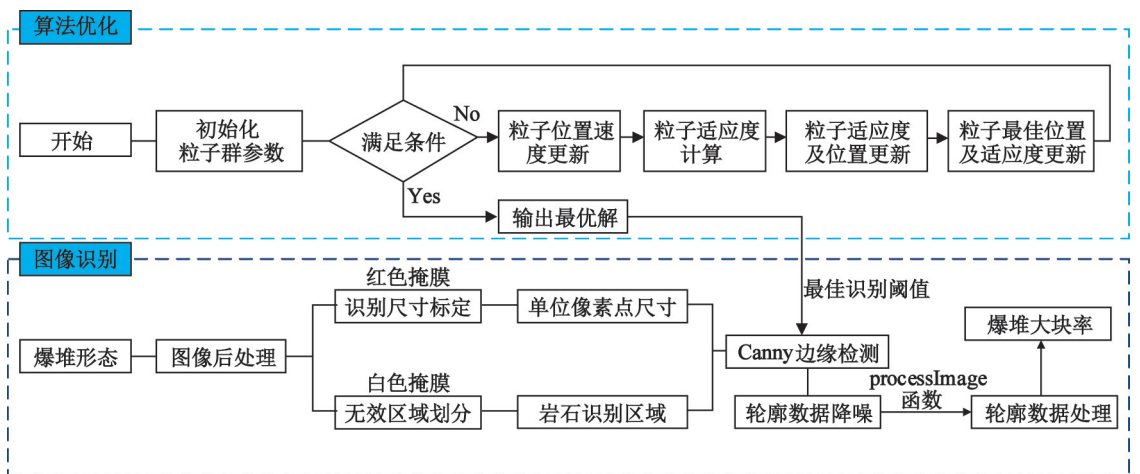 算法优化
开始
初始化
粒子群参数
满足条件
No
粒子位置速
度更新
粒子适应度
计算
粒子适应度
及位置更新
粒子最佳位置
及适应度更新
Yes
输出最优解
图像识别
最佳识别阈值
红色掩膜
识别尺寸标定
单位像素点尺寸
爆堆形态
图像后处理
Canny边缘检测
爆堆大块率
白色掩膜
无效区域划分
岩石识别区域
轮廓数据降噪
processImage
函数
轮廓数据处理